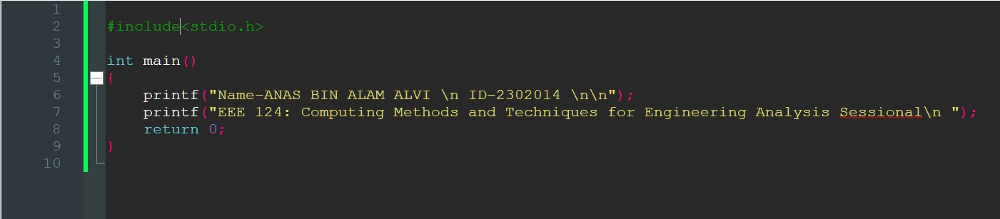 1
2 #include<stdio.h>
3
4 int main()
5 {
6 printf("Name-ANAS BIN ALAM ALVI \n ID-2302014 \n\n");
7 printf("EEE 124: Computing Methods and Techniques for Engineering Analysis Sessional\n ");
8 return 0;
9 }
10